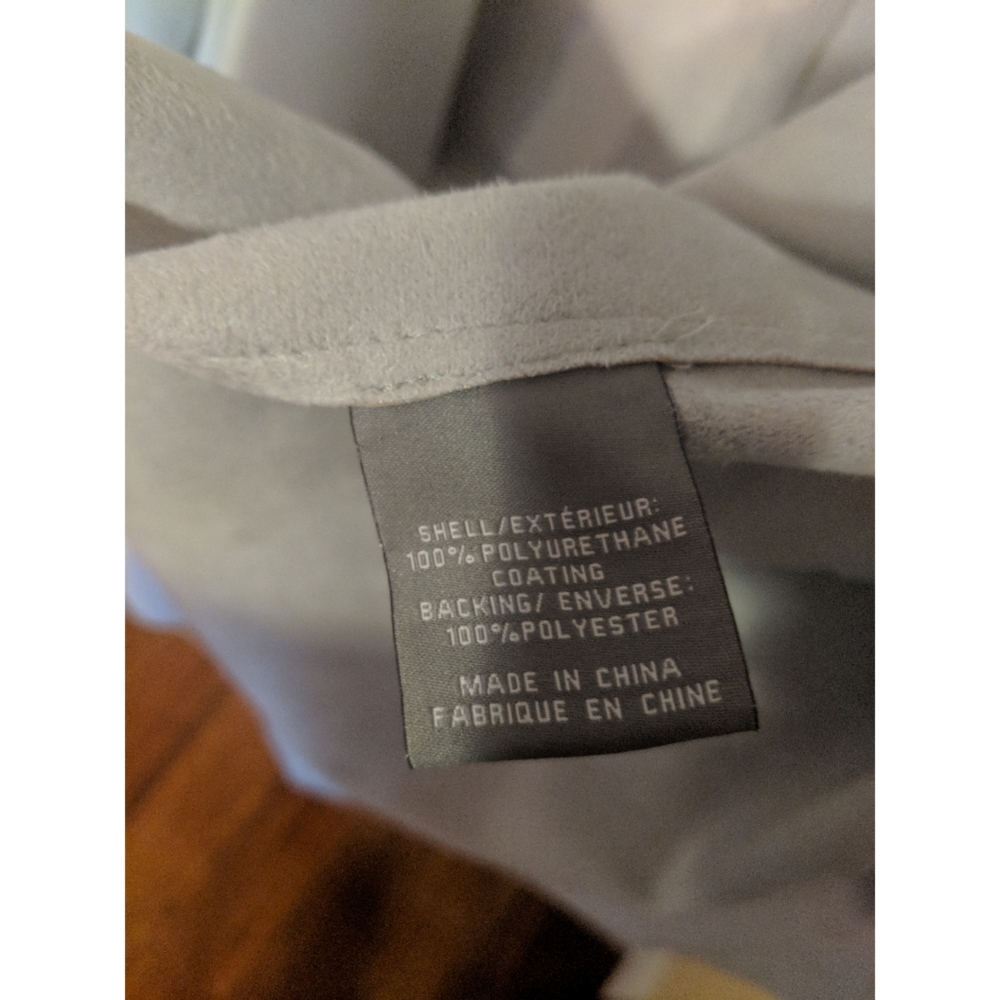 SHELL/EXTÉRIEUR:
100% POLYURETHANE
COATING
BACKING/ ENVERSE:
100%POLYESTER
MADE IN CHINA
FABRIQUE EN CHINE